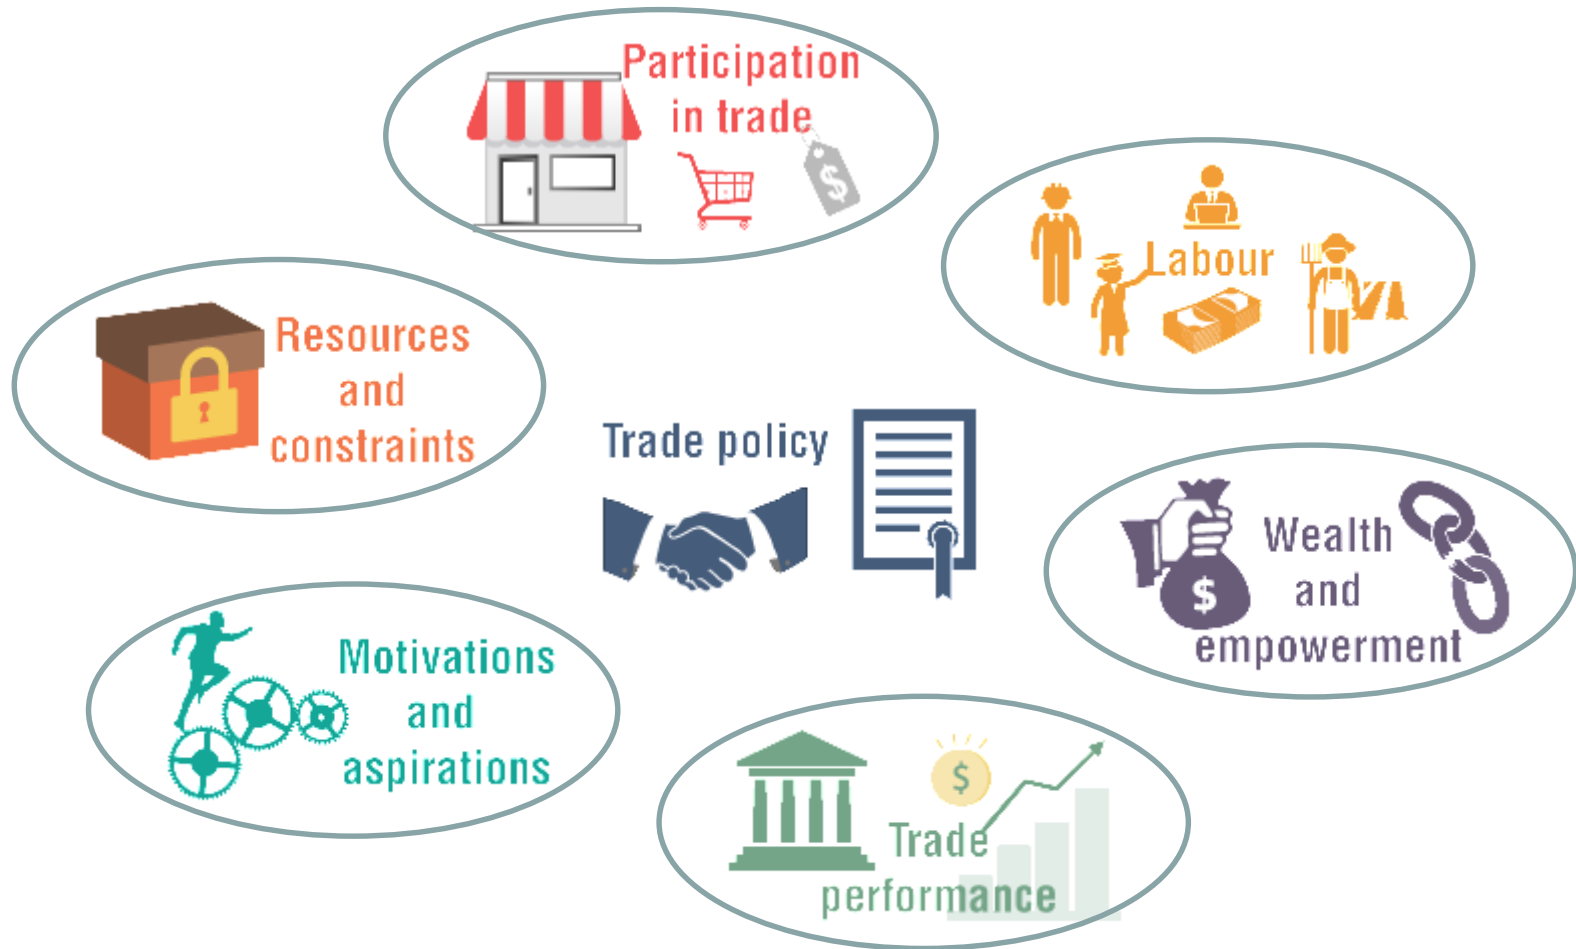 Participation
in trade
$
Labour
Resources
and
constraints
Trade policy
Wealth
and
empowerment
$
Motivations
and
aspirations
$
Trade
performance